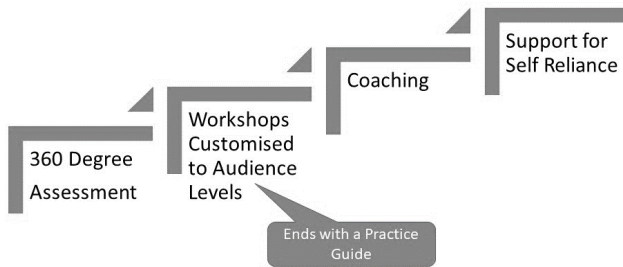 360 Degree
Assessment
Workshops
Customised
to Audience
Levels
Ends with a Practice
Guide
Coaching
Support for
Self Reliance